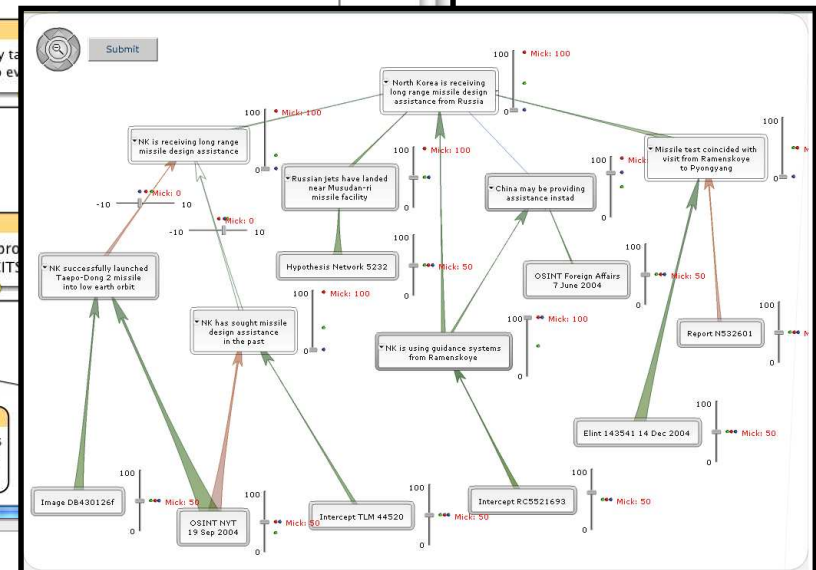 Submit
North Korea is receiving
long range missile design
assistance from Russia
100
0
Mick: 100
NK is receiving long range
missile design assistance
100
0
Mick: 100
Russian jets have landed
near Musudan-ri
missile facility
100
0
Mick: 100
China may be providing
assistance instad
100
0
Mick
Missile test coincided with
visit from Ramenskoye
to Pyongyang
100
0
M
-10
10
Mick: 0
-10
10
Mick: 0
NK successfully launched
Taepo-Dong 2 missile
into low earth orbit
Hypothesis Network 5232
100
0
Mick: 50
OSINT Foreign Affairs
7 June 2004
100
0
Mick: 50
NK has sought missile
design assistance
in the past
100
0
Mick: 100
NK is using guidance systems
from Ramenskoye
100
0
Mick: 100
Report N532601
100
0
M
Elint 143541 14 Dec 2004
100
0
Mick: 50
Image DB430126f
100
0
Mick: 50
OSINT NYT
19 Sep 2004
100
0
Mick: 50
Intercept TLM 44520
100
0
Mick: 50
Intercept RC5521693
100
0
Mick: 50